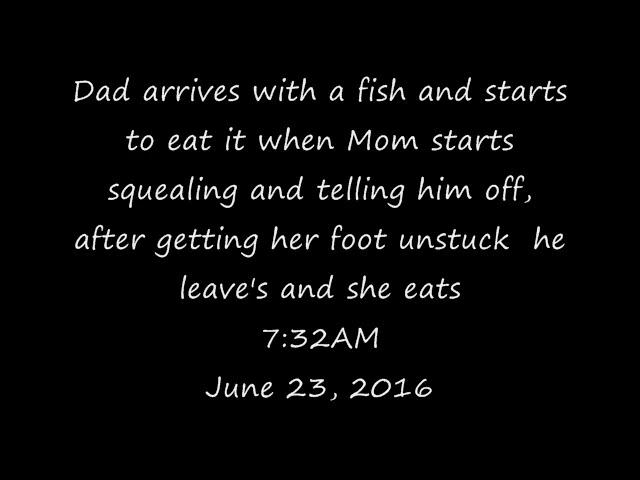 Dad arrives with a fish and starts
to eat it when Mom starts
squealing and telling him off,
after getting her foot unstuck  he
leave's and she eats
7:32AM
June 23, 2016